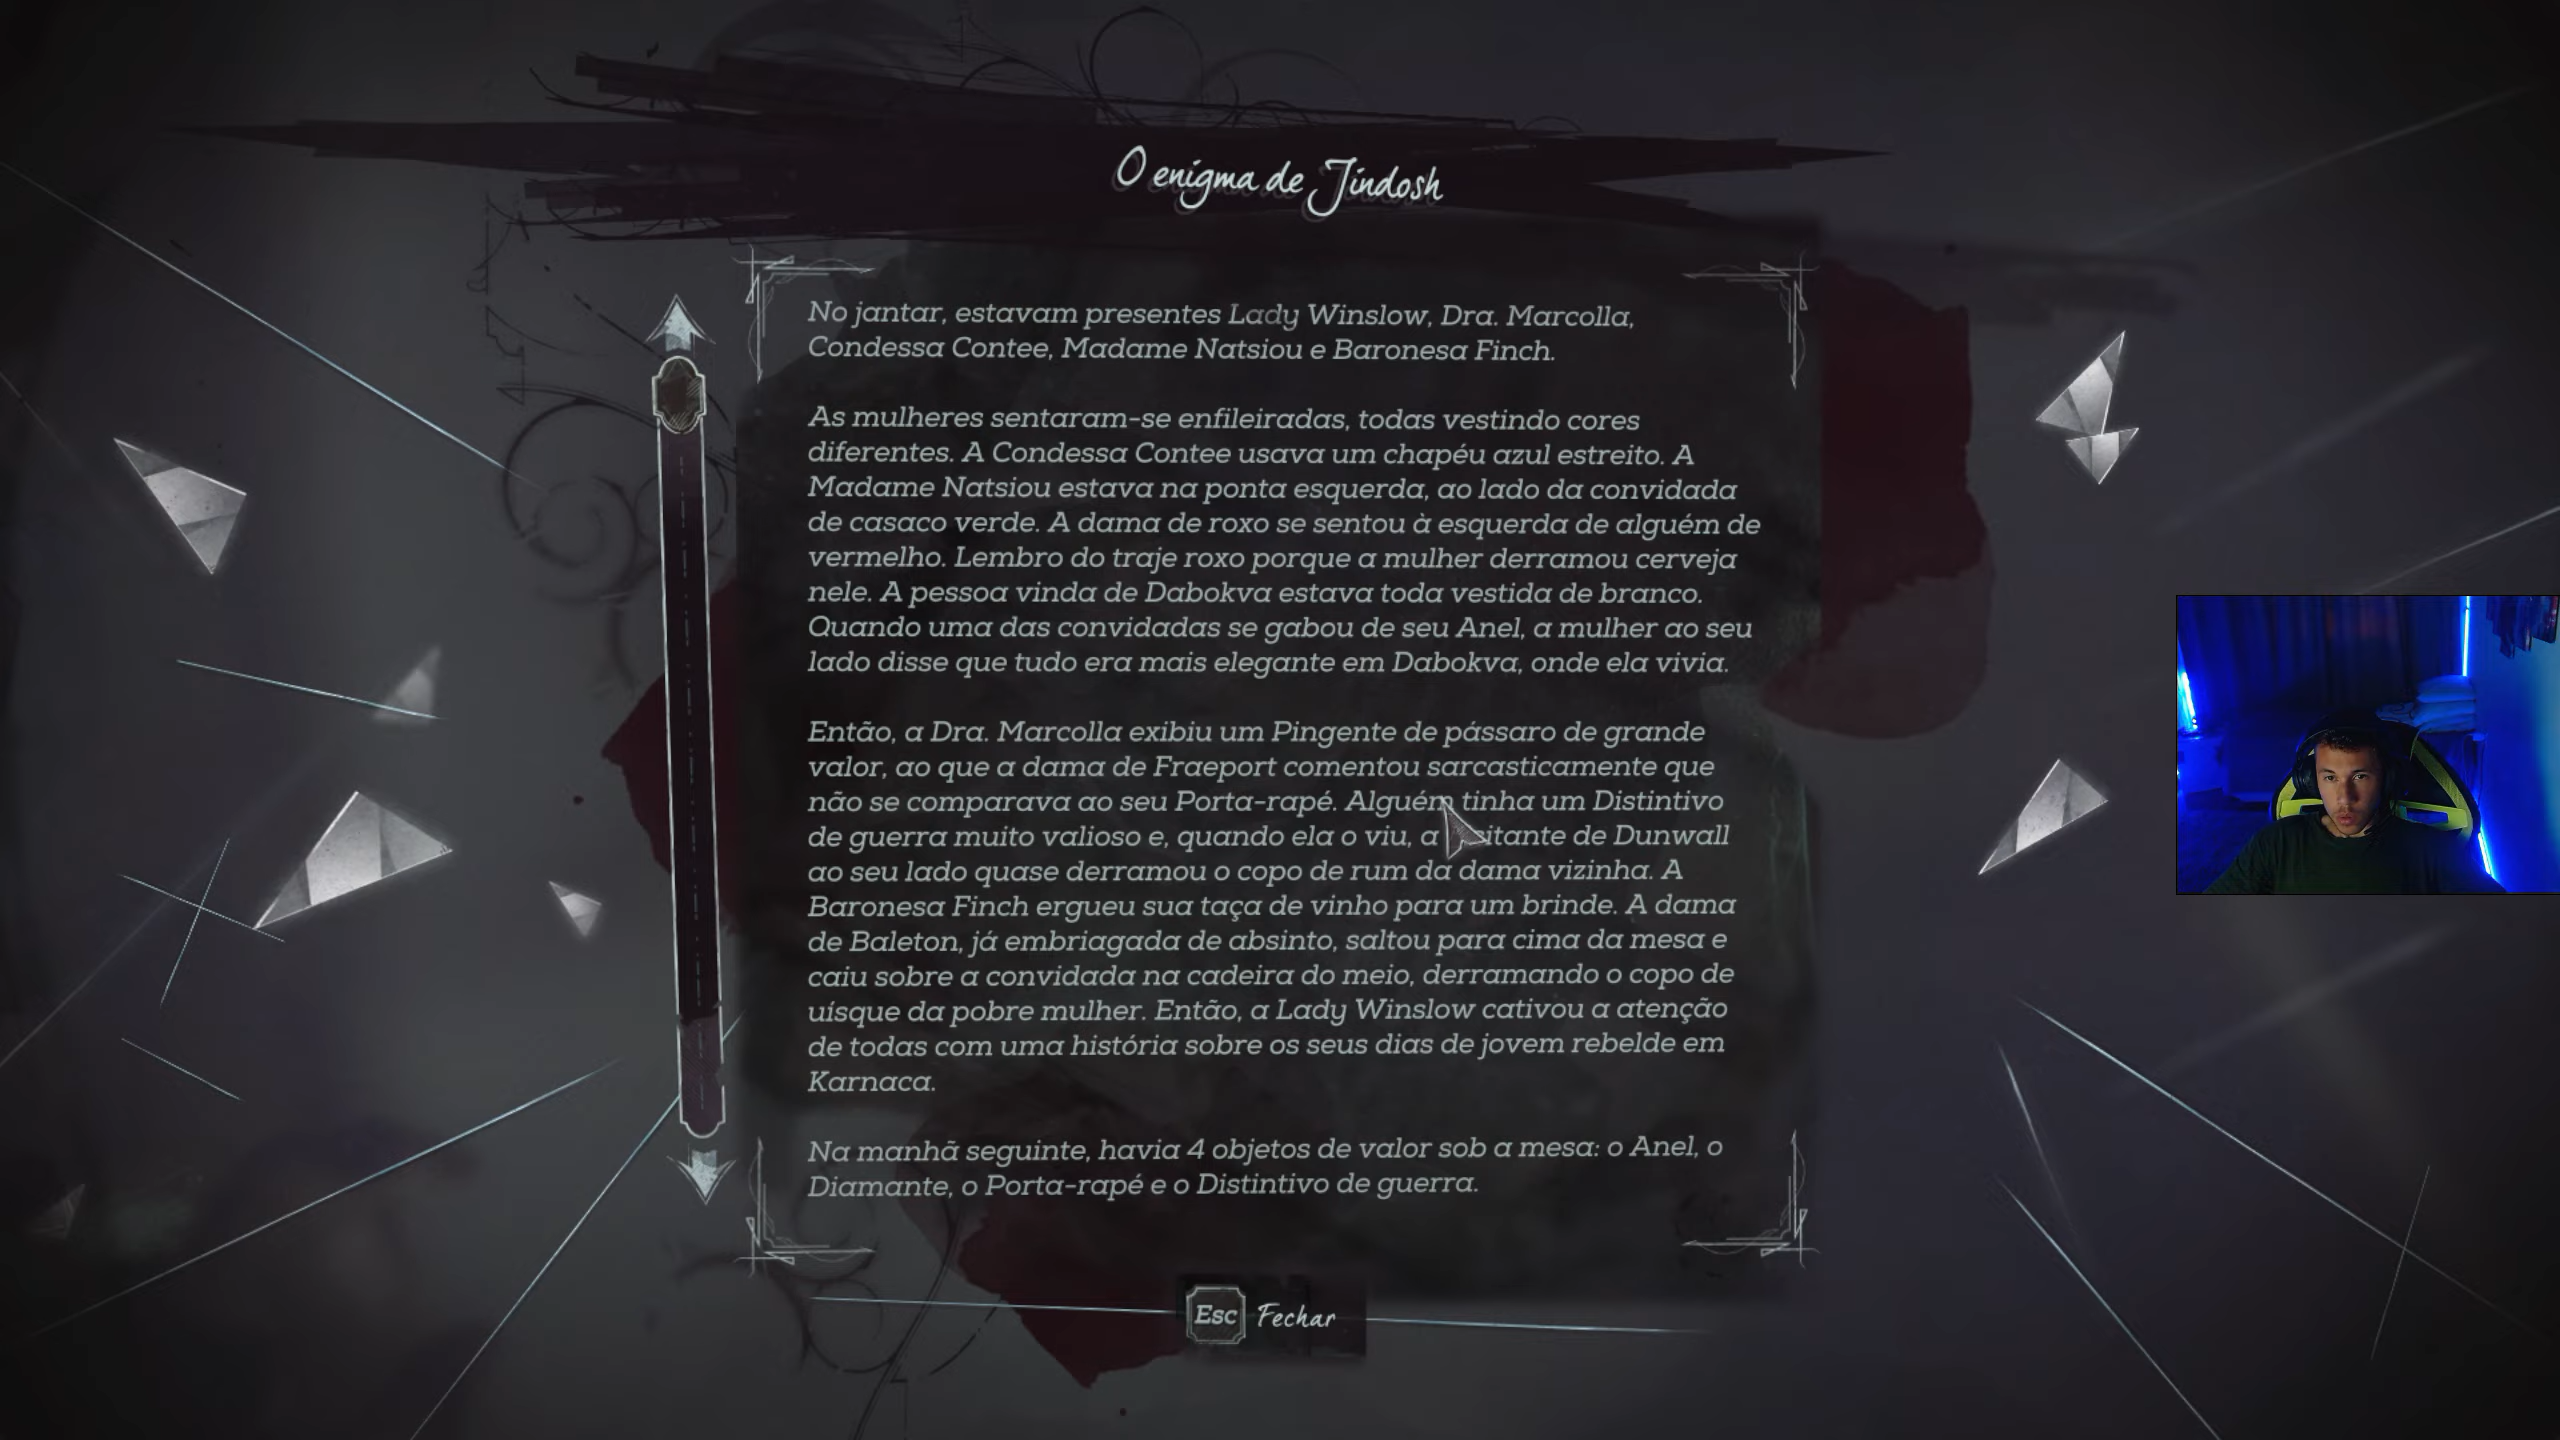 O enigma de Jindosh
No jantar, estavam presentes Lady Winslow, Dra. Marcolla,
Condessa Contee, Madame Natsiou e Baronesa Finch.
As mulheres sentaram-se enfileiradas, todas vestindo cores
diferentes. A Condessa Contee usava um chapéu azul estreito. A
Madame Natsiou estava na ponta esquerda, ao lado da convidada
de casaco verde. A dama de roxo se sentou à esquerda de alguém de
vermelho. Lembro do traje roxo porque a mulher derramou cerveja
nele. A pessoa vinda de Dabokva estava toda vestida de branco.
Quando uma das convidadas se gabou de seu Anel, a mulher ao seu
lado disse que tudo era mais elegante em Dabokva, onde ela vivia.
Então, a Dra. Marcolla exibiu um Pingente de pássaro de grande
valor, ao que a dama de Fraeport comentou sarcasticamente que
não se comparava ao seu Porta-rapé. Alguém tinha um Distintivo
de guerra muito valioso e, quando ela o viu, a de Dunwall
ao seu lado quase derramou o copo de rum da dama vizinha. A
Baronesa Finch ergueu sua taça de vinho para um brinde. A dama
de Baleton, já embriagada de absinto, saltou para cima da mesa e
caiu sobre a convidada na cadeira do meio, derramando o copo de
uísque da pobre mulher. Então, a Lady Winslow cativou a atenção
de todas com uma história sobre os seus dias de jovem rebelde em
Karnaca.
Na manhã seguinte, havia 4 objetos de valor sob a mesa: o Anel, o
Diamante, o Porta-rapé e o Distintivo de guerra.
Esc Fechar